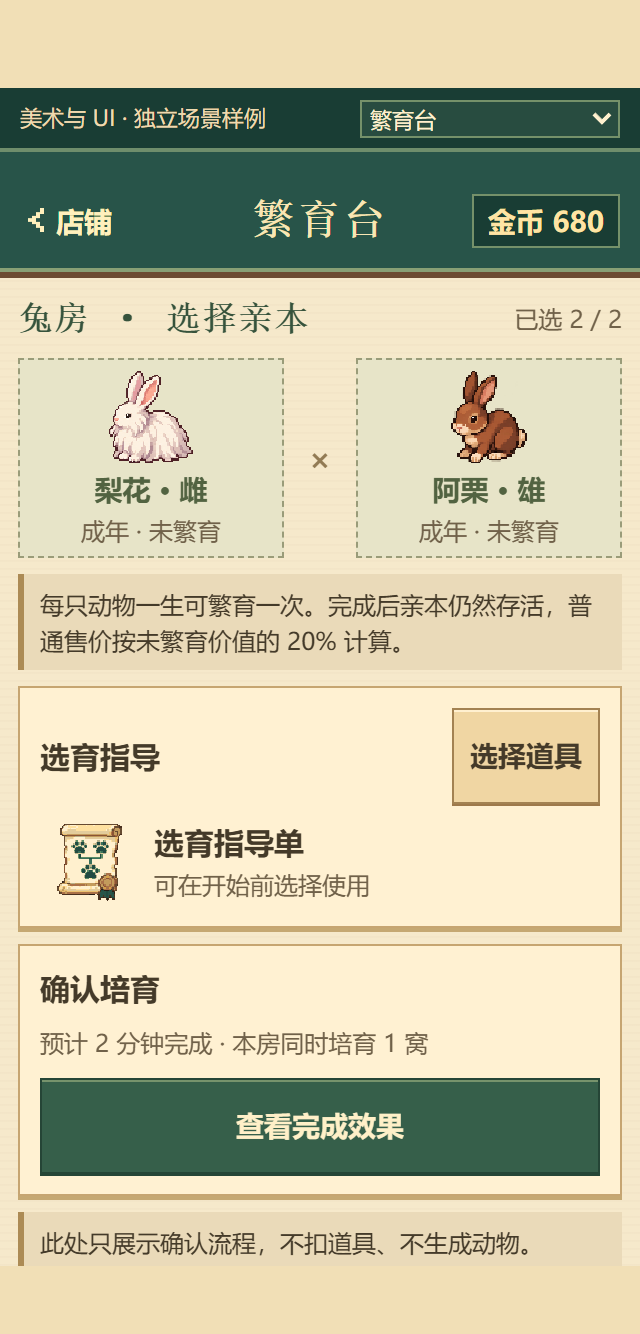 美术与 UI · 独立场景样例
繁育台
店铺
繁育台
金币 680
兔房 • 选择亲本
已选 2 / 2
梨花 • 雌
成年 · 未繁育
×
阿栗 • 雄
成年 · 未繁育
每只动物一生可繁育一次。完成后亲本仍然存活，普
通售价按未繁育价值的 20% 计算。
选育指导
选择道具
选育指导单
可在开始前选择使用
确认培育
预计 2 分钟完成 · 本房同时培育 1 窝
查看完成效果
此处只展示确认流程，不扣道具、不生成动物。